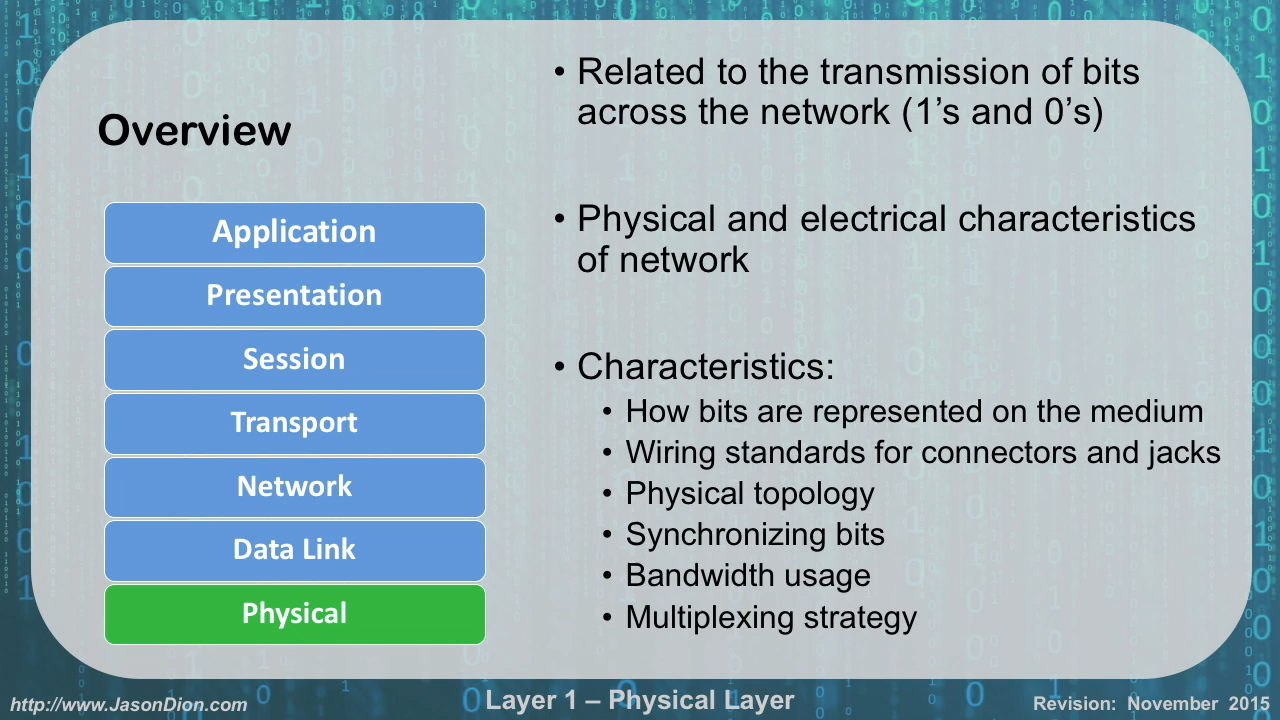 Overview
Application
Presentation
Session
Transport
Network
Data Link
Physical
• Related to the transmission of bits
across the network (1’s and 0’s)
• Physical and electrical characteristics
of network
• Characteristics:
• How bits are represented on the medium
• Wiring standards for connectors and jacks
• Physical topology
• Synchronizing bits
• Bandwidth usage
• Multiplexing strategy
http://www.JasonDion.com
Layer 1 – Physical Layer
Revision: November 2015